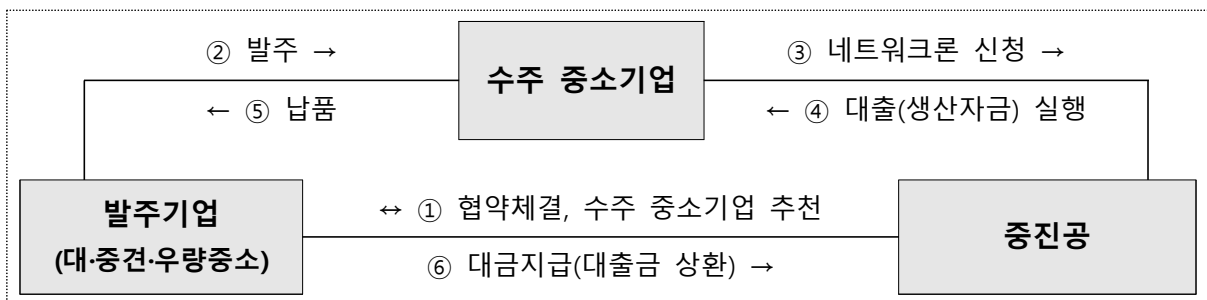 ② 발주 →
수주 중소기업
③ 네트워크론 신청 →
← ⑤ 납품
← ④ 대출(생산자금) 실행
발주기업
(대·중견·우량중소)
↔ ① 협약체결, 수주 중소기업 추천
중진공
⑥ 대금지급(대출금 상환) →